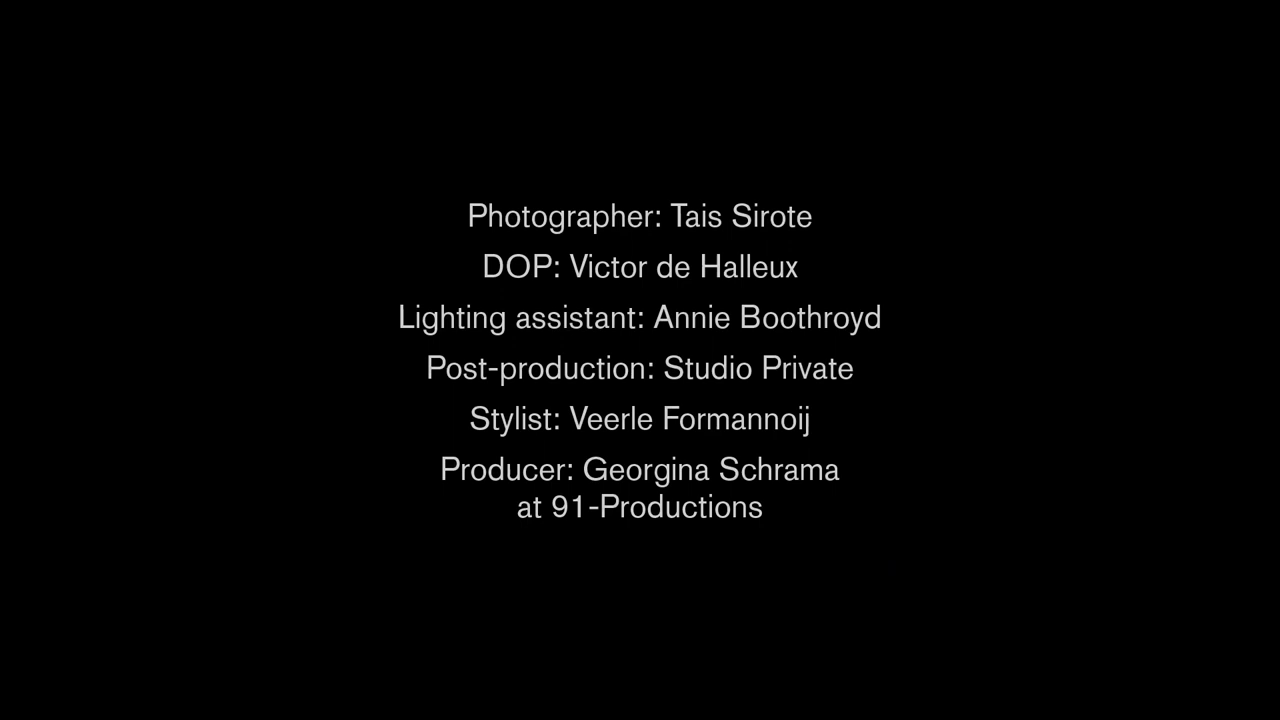 Photographer: Tais Sirote
DOP: Victor de Halleux
Lighting assistant: Annie Boothroyd
Post-production: Studio Private
Stylist: Veerle Formannoij
Producer: Georgina Schrama
at 91-Productions